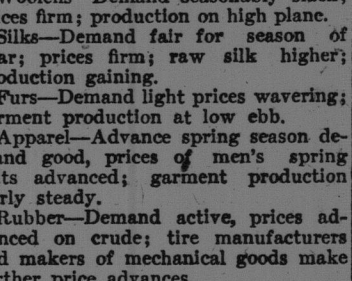 ces firm; production on high plane.
Silks—Demand fair for season of
ar; prices firm; raw silk higher;
oduction gaining.
Furs—Demand light prices wavering;
rment production at low ebb.
Apparel—Advance spring season de-
and good, prices of men's spring
ts advanced; garment production
rly steady.
Rubber—Demand active, prices ad-
nced on crude; tire manufacturers
d makers of mechanical goods make
rther price advances